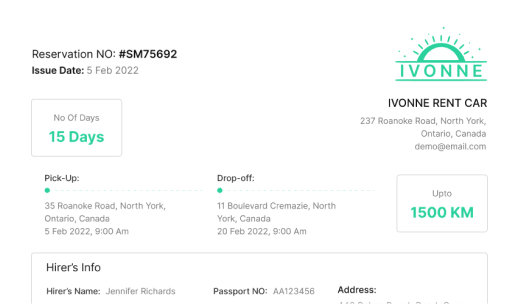 Reservation NO: #SM75692
Issue Date: 5 Feb 2022
IVONNE
IVONNE RENT CAR
237 Roanoke Road, North York,
Ontario, Canada
demo@email.com
No Of Days
15 Days
Pick-Up:
35 Roanoke Road, North York,
Ontario, Canada
5 Feb 2022, 9:00 Am
Drop-off:
11 Boulevard Cremazie, North
York, Canada
20 Feb 2022, 9:00 Am
Upto
1500 KM
Hirer's Info
Hirer's Name: Jennifer Richards
Passport NO: AA123456
Address: